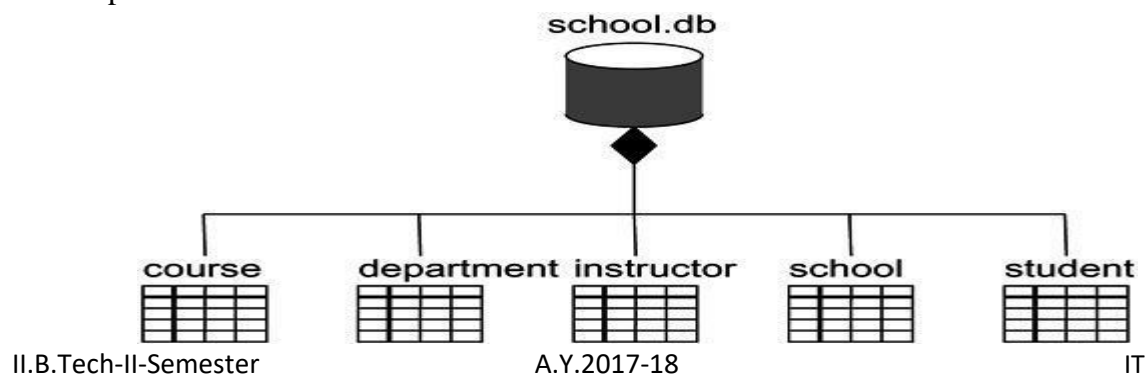 school.db
course department instructor school student
II.B.Tech-II-Semester A.Y.2017-18 IT